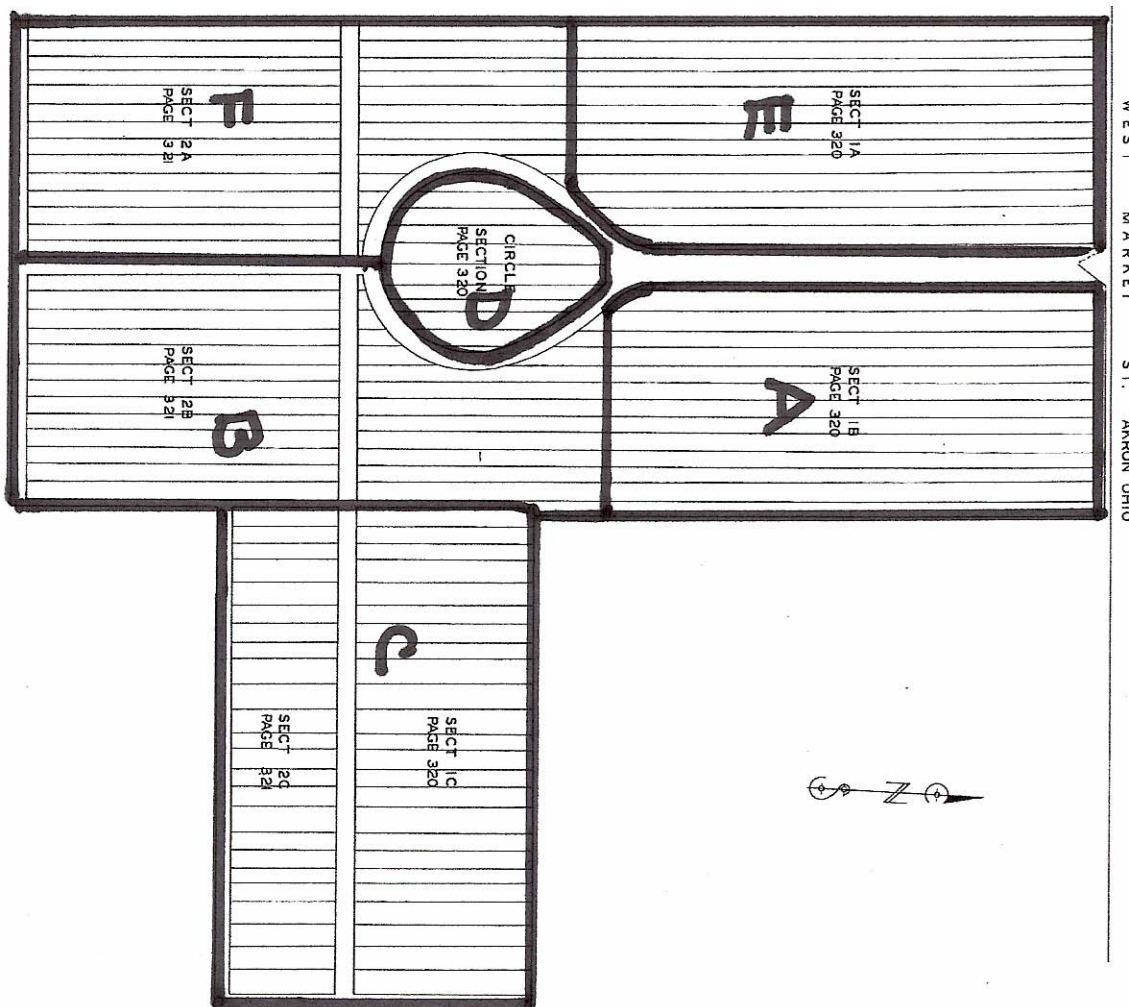 WEST MARKET ST. AKRON OHIO
E
SECT 1A
PAGE 320
A
SECT 1B
PAGE 320
CIRCLE
SECTION
PAGE 320
D
F
SECT 2A
PAGE 321
B
SECT 2B
PAGE 321
C
SECT 1C
PAGE 320
SECT 2C
PAGE 321
N